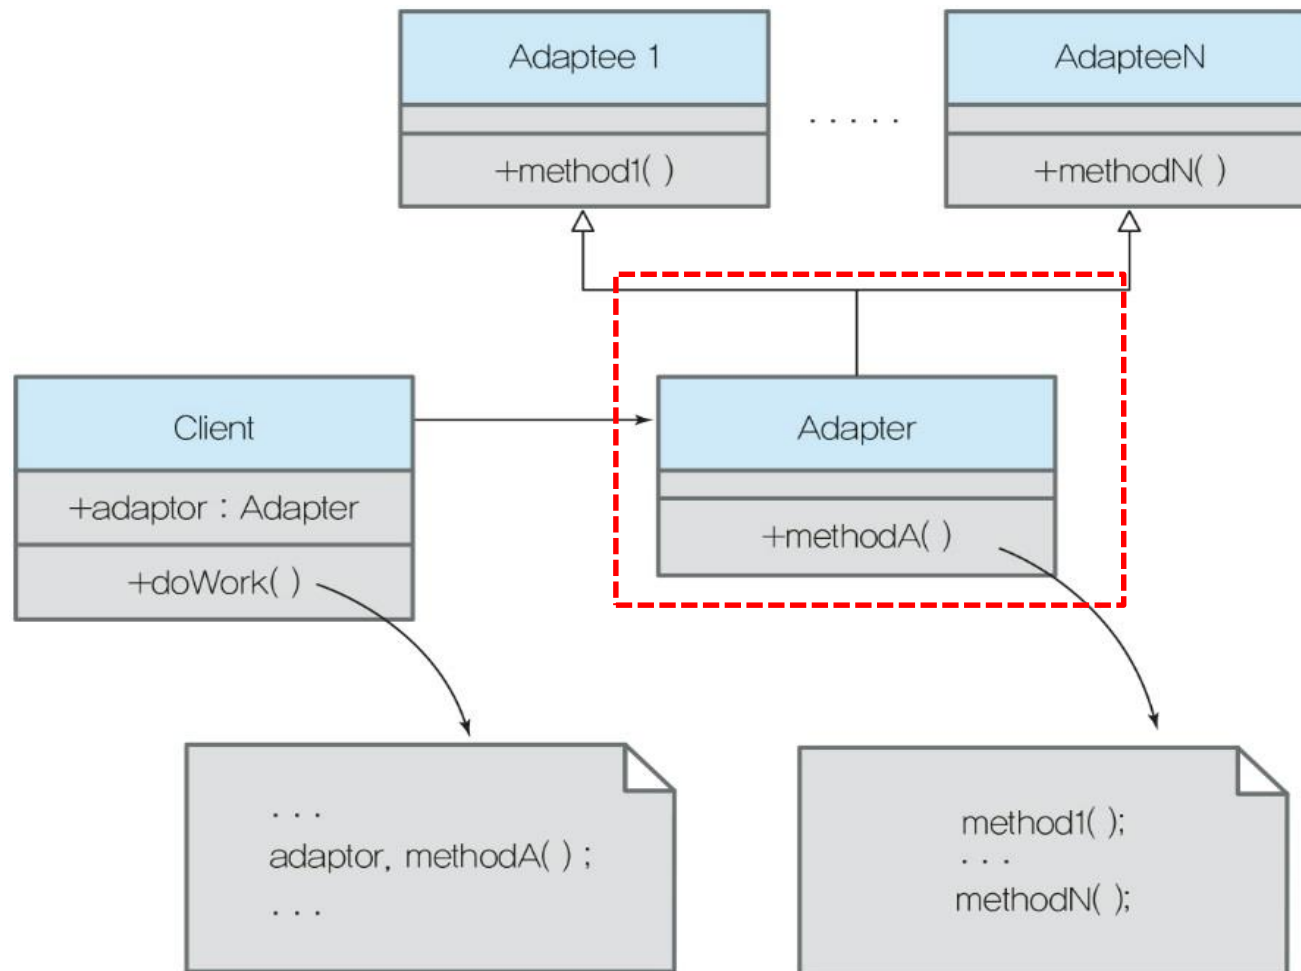 Adaptee 1
AdapteeN
. . . . .
+method1( )
+methodN( )
Client
Adapter
+adaptor : Adapter
+methodA( )
+doWork( )
. . .
adaptor, methodA( ) ;
. . .
method1( );
. . .
methodN( );